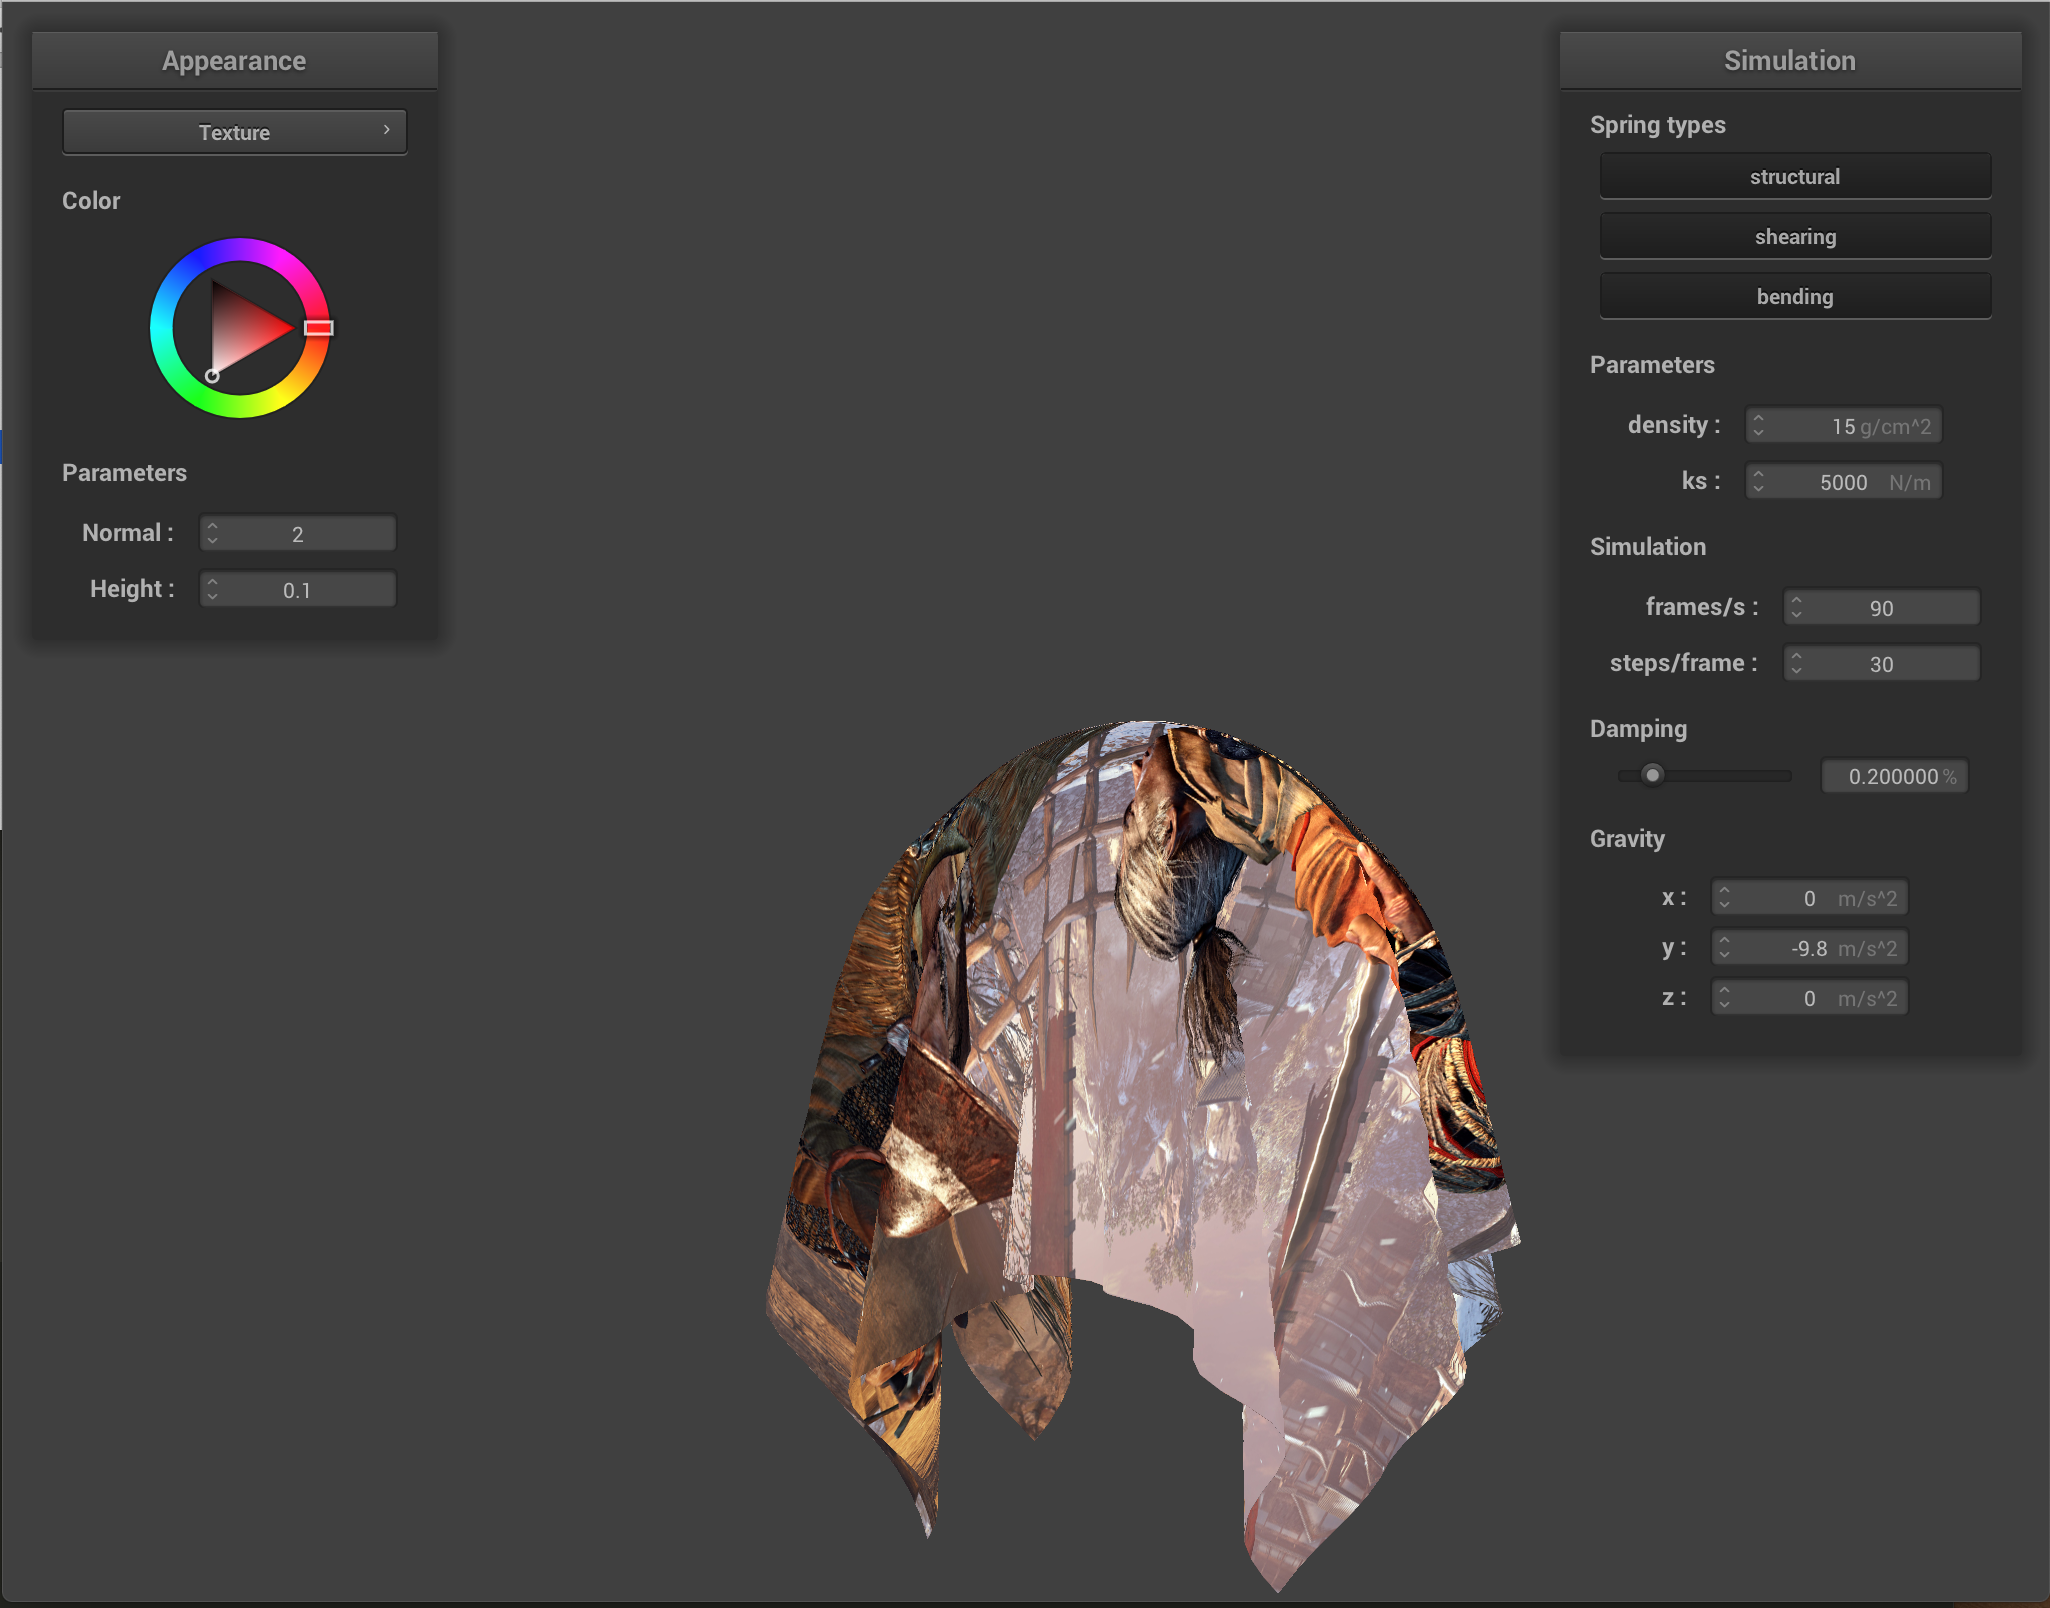 Appearance
Texture
Color
Parameters
Normal : 2
Height : 0.1
Simulation
Spring types
structural
shearing
bending
Parameters
density : 15 g/cm^2
ks : 5000 N/m
Simulation
frames/s : 90
steps/frame : 30
Damping
0.200000 %
Gravity
x : 0 m/s^2
y : -9.8 m/s^2
z : 0 m/s^2